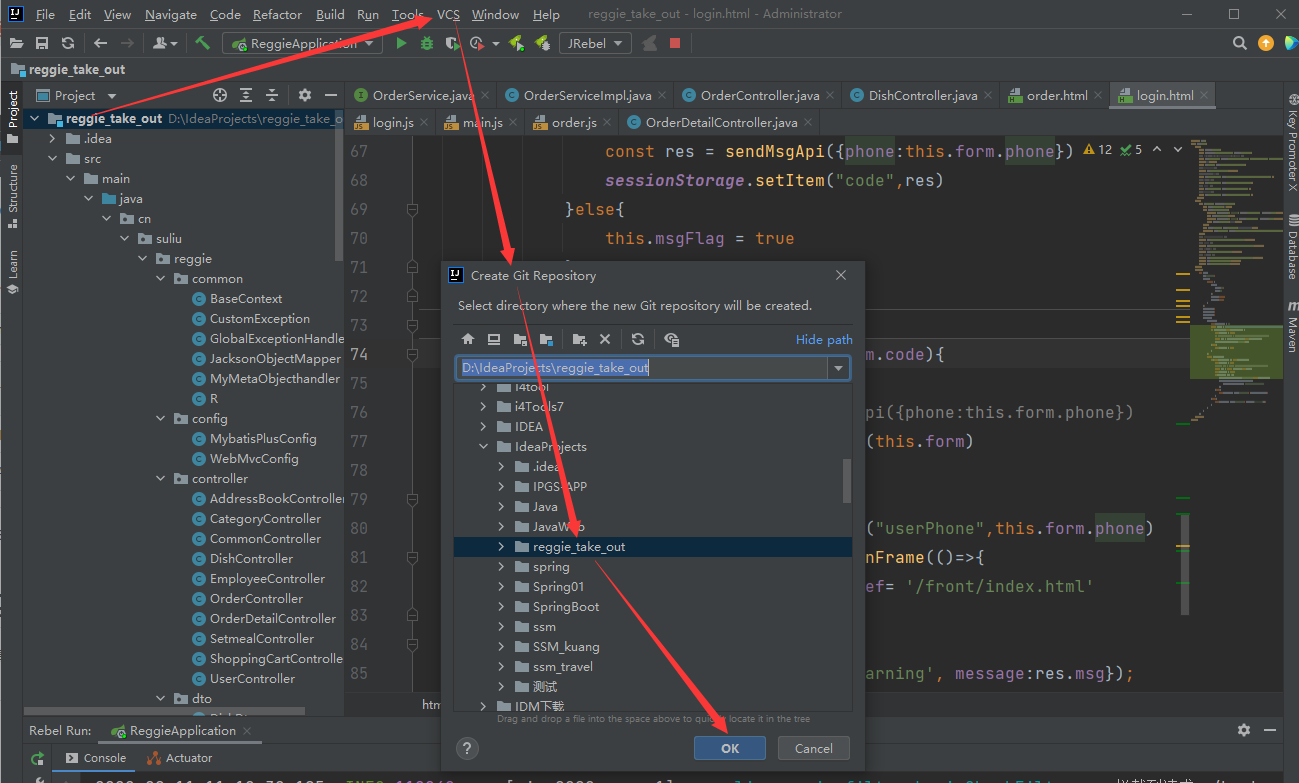 File Edit View Navigate Code Refactor Build Run Tools VCS Window Help reggie_take_out - login.html - Administrator
ReggieApplication JRebel
reggie_take_out
Project
OrderService.java OrderServiceImpl.java OrderController.java DishController.java order.html login.html
login.js main.js order.js OrderDetailController.java
Project
Structure
Learn
reggie_take_out D:\IdeaProjects\reggie_take_o
.idea
src
main
java
cn
suliu
reggie
common
BaseContext
CustomException
GlobalExceptionHandle
JacksonObjectMapper
MyMetaObjecthandler
R
config
MybatisPlusConfig
WebMvcConfig
controller
AddressBookController
CategoryController
CommonController
DishController
EmployeeController
OrderController
OrderDetailController
SetmealController
ShoppingCartControlle
UserController
dto
67 const res = sendMsgApi({phone:this.form.phone}) 12 5
68 sessionStorage.setItem("code",res)
69 }else{
70 this.msgFlag = true
71
72
73
74 m.code){
75
76 pi({phone:this.form.phone})
77 (this.form)
78
79
80 ("userPhone",this.form.phone)
81 nFrame(()=>{
82 ef= '/front/index.html'
83
84
85 arning', message:res.msg});
Key Promoter X
Database
Maven
Create Git Repository
Select directory where the new Git repository will be created.
Hide path
D:\IdeaProjects\reggie_take_out
i4tool
i4Tools7
IDEA
IdeaProjects
.idea
IPGS-APP
Java
JavaWeb
reggie_take_out
spring
Spring01
SpringBoot
ssm
SSM_kuang
ssm_travel
测试
IDM下载
Drag and drop a file into the space above to quickly locate it in the tree
? OK Cancel
htm
Rebel Run: ReggieApplication
Console Actuator